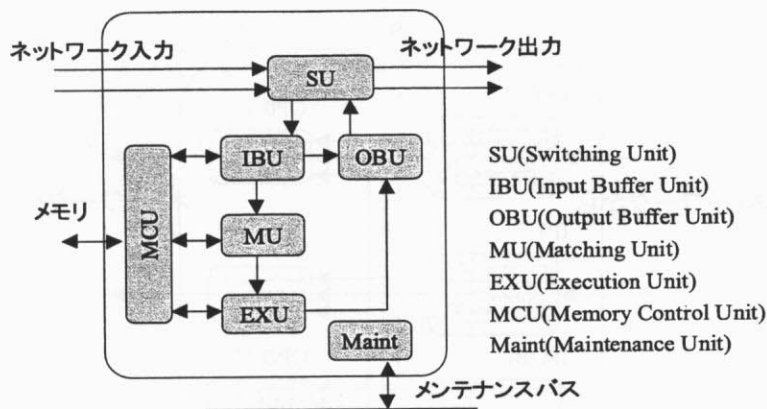 ネットワーク入力
ネットワーク出力
SU
IBU
OBU
メモリ
MCU
MU
EXU
Maint
メンテナンスバス
SU(Switching Unit)
IBU(Input Buffer Unit)
OBU(Output Buffer Unit)
MU(Matching Unit)
EXU(Execution Unit)
MCU(Memory Control Unit)
Maint(Maintenance Unit)